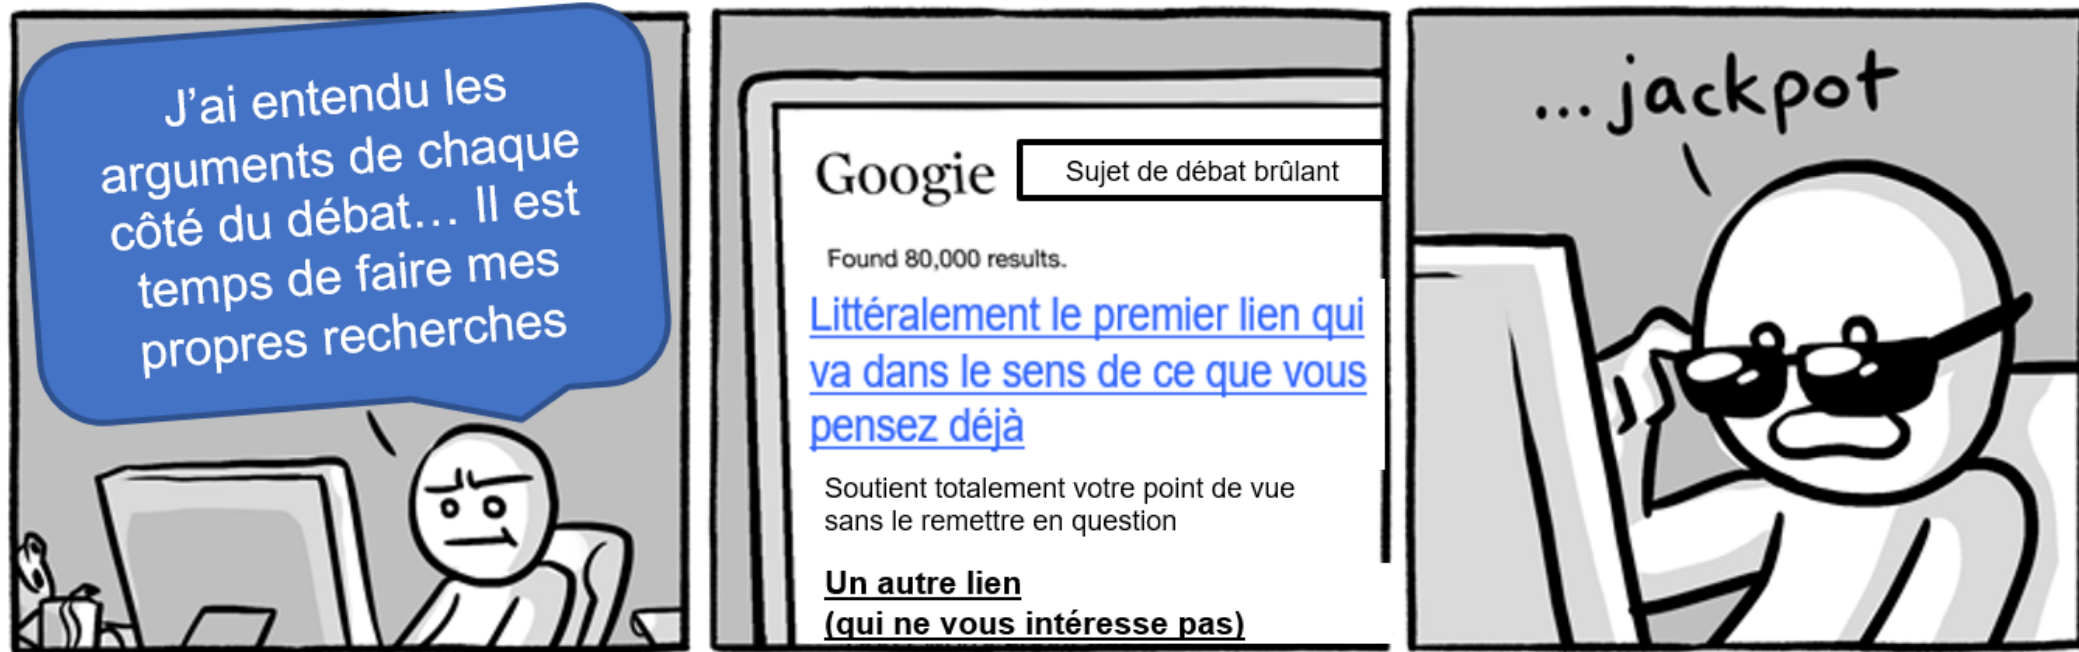 J’ai entendu les
arguments de chaque
côté du débat… Il est
temps de faire mes
propres recherches
Googie
Sujet de débat brûlant
Found 80,000 results.
Littéralement le premier lien qui
va dans le sens de ce que vous
pensez déjà
Soutient totalement votre point de vue
sans le remettre en question
Un autre lien
(qui ne vous intéresse pas)
...jackpot